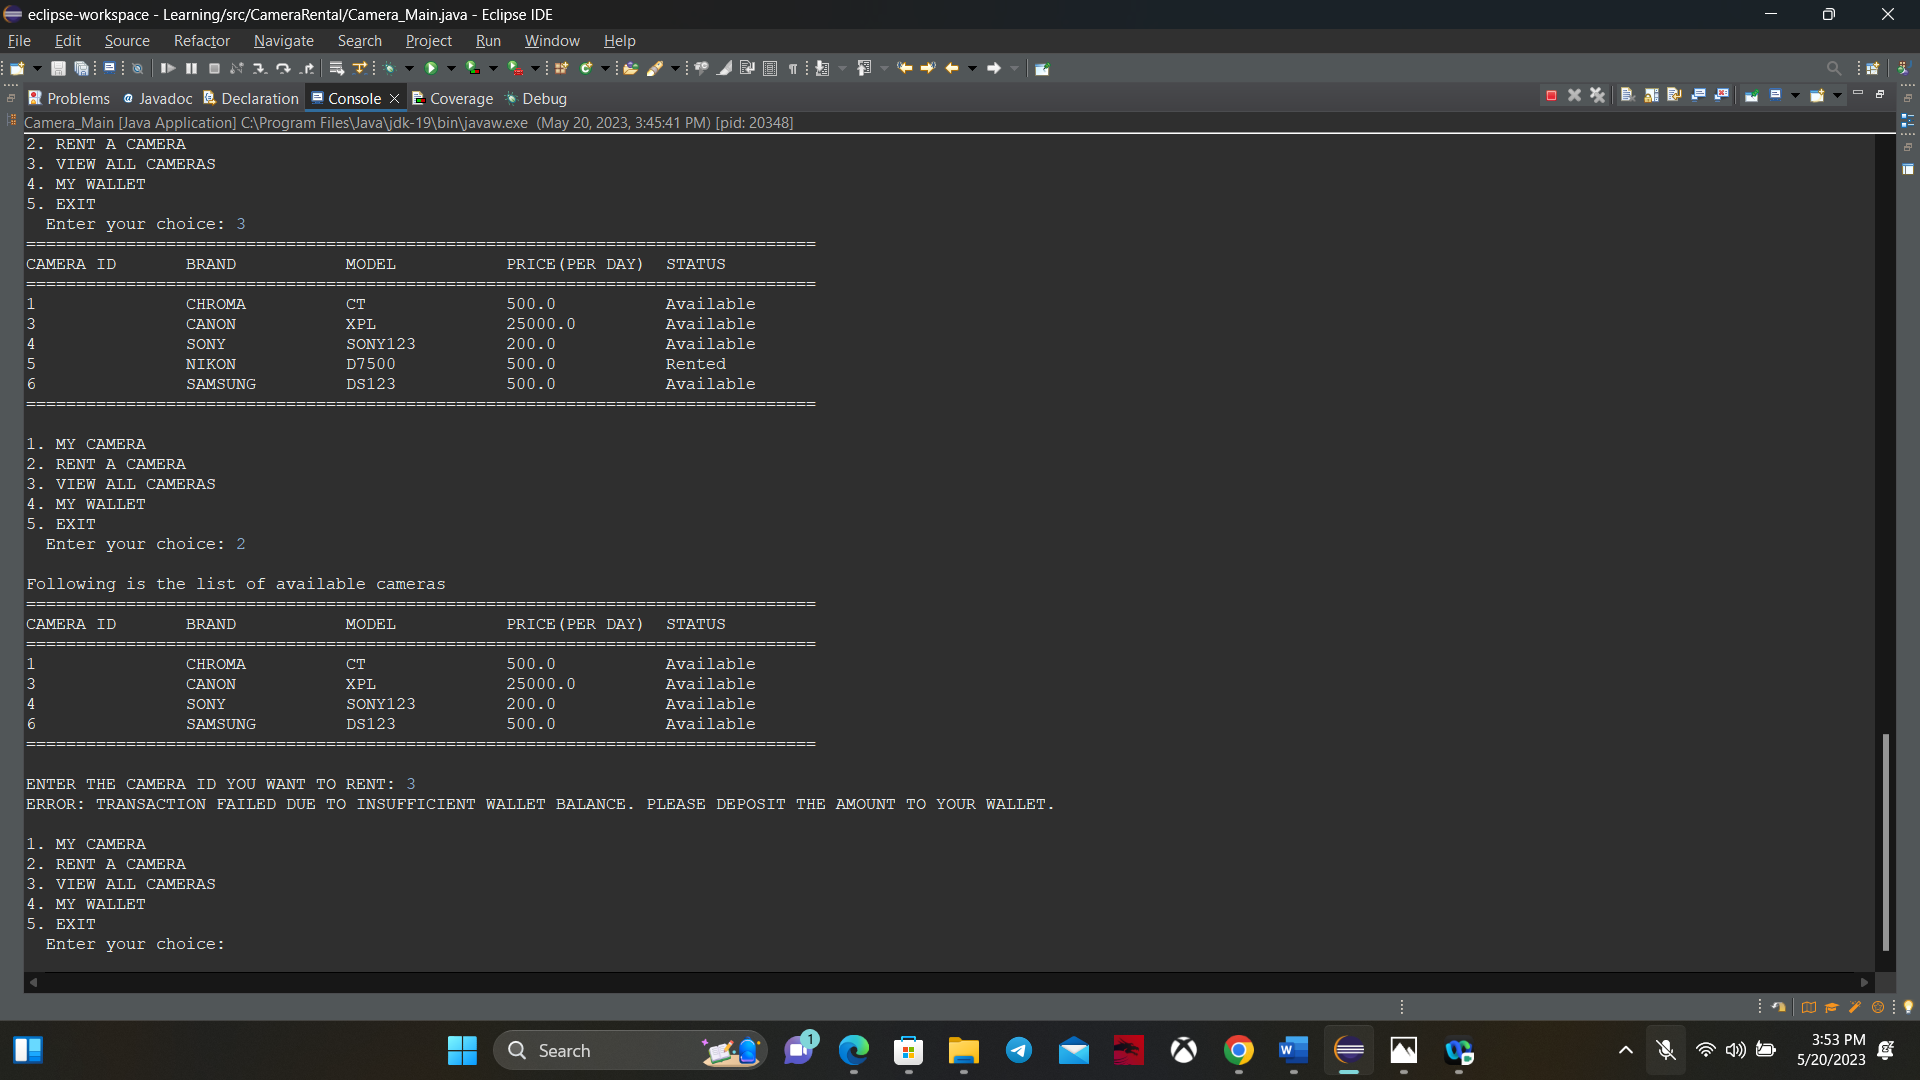 eclipse-workspace - Learning/src/CameraRental/Camera_Main.java - Eclipse IDE
File Edit Source Refactor Navigate Search Project Run Window Help
Problems Javadoc Declaration Console Coverage Debug
Camera_Main [Java Application] C:\Program Files\Java\jdk-19\bin\javaw.exe (May 20, 2023, 3:45:41 PM) [pid: 20348]
2. RENT A CAMERA
3. VIEW ALL CAMERAS
4. MY WALLET
5. EXIT
Enter your choice: 3
===============================================================================
CAMERA ID BRAND MODEL PRICE(PER DAY) STATUS
===============================================================================
1 CHROMA CT 500.0 Available
3 CANON XPL 25000.0 Available
4 SONY SONY123 200.0 Available
5 NIKON D7500 500.0 Rented
6 SAMSUNG DS123 500.0 Available
===============================================================================
1. MY CAMERA
2. RENT A CAMERA
3. VIEW ALL CAMERAS
4. MY WALLET
5. EXIT
Enter your choice: 2
Following is the list of available cameras
===============================================================================
CAMERA ID BRAND MODEL PRICE(PER DAY) STATUS
===============================================================================
1 CHROMA CT 500.0 Available
3 CANON XPL 25000.0 Available
4 SONY SONY123 200.0 Available
6 SAMSUNG DS123 500.0 Available
===============================================================================
ENTER THE CAMERA ID YOU WANT TO RENT: 3
ERROR: TRANSACTION FAILED DUE TO INSUFFICIENT WALLET BALANCE. PLEASE DEPOSIT THE AMOUNT TO YOUR WALLET.
1. MY CAMERA
2. RENT A CAMERA
3. VIEW ALL CAMERAS
4. MY WALLET
5. EXIT
Enter your choice:
Search
1
3:53 PM
5/20/2023